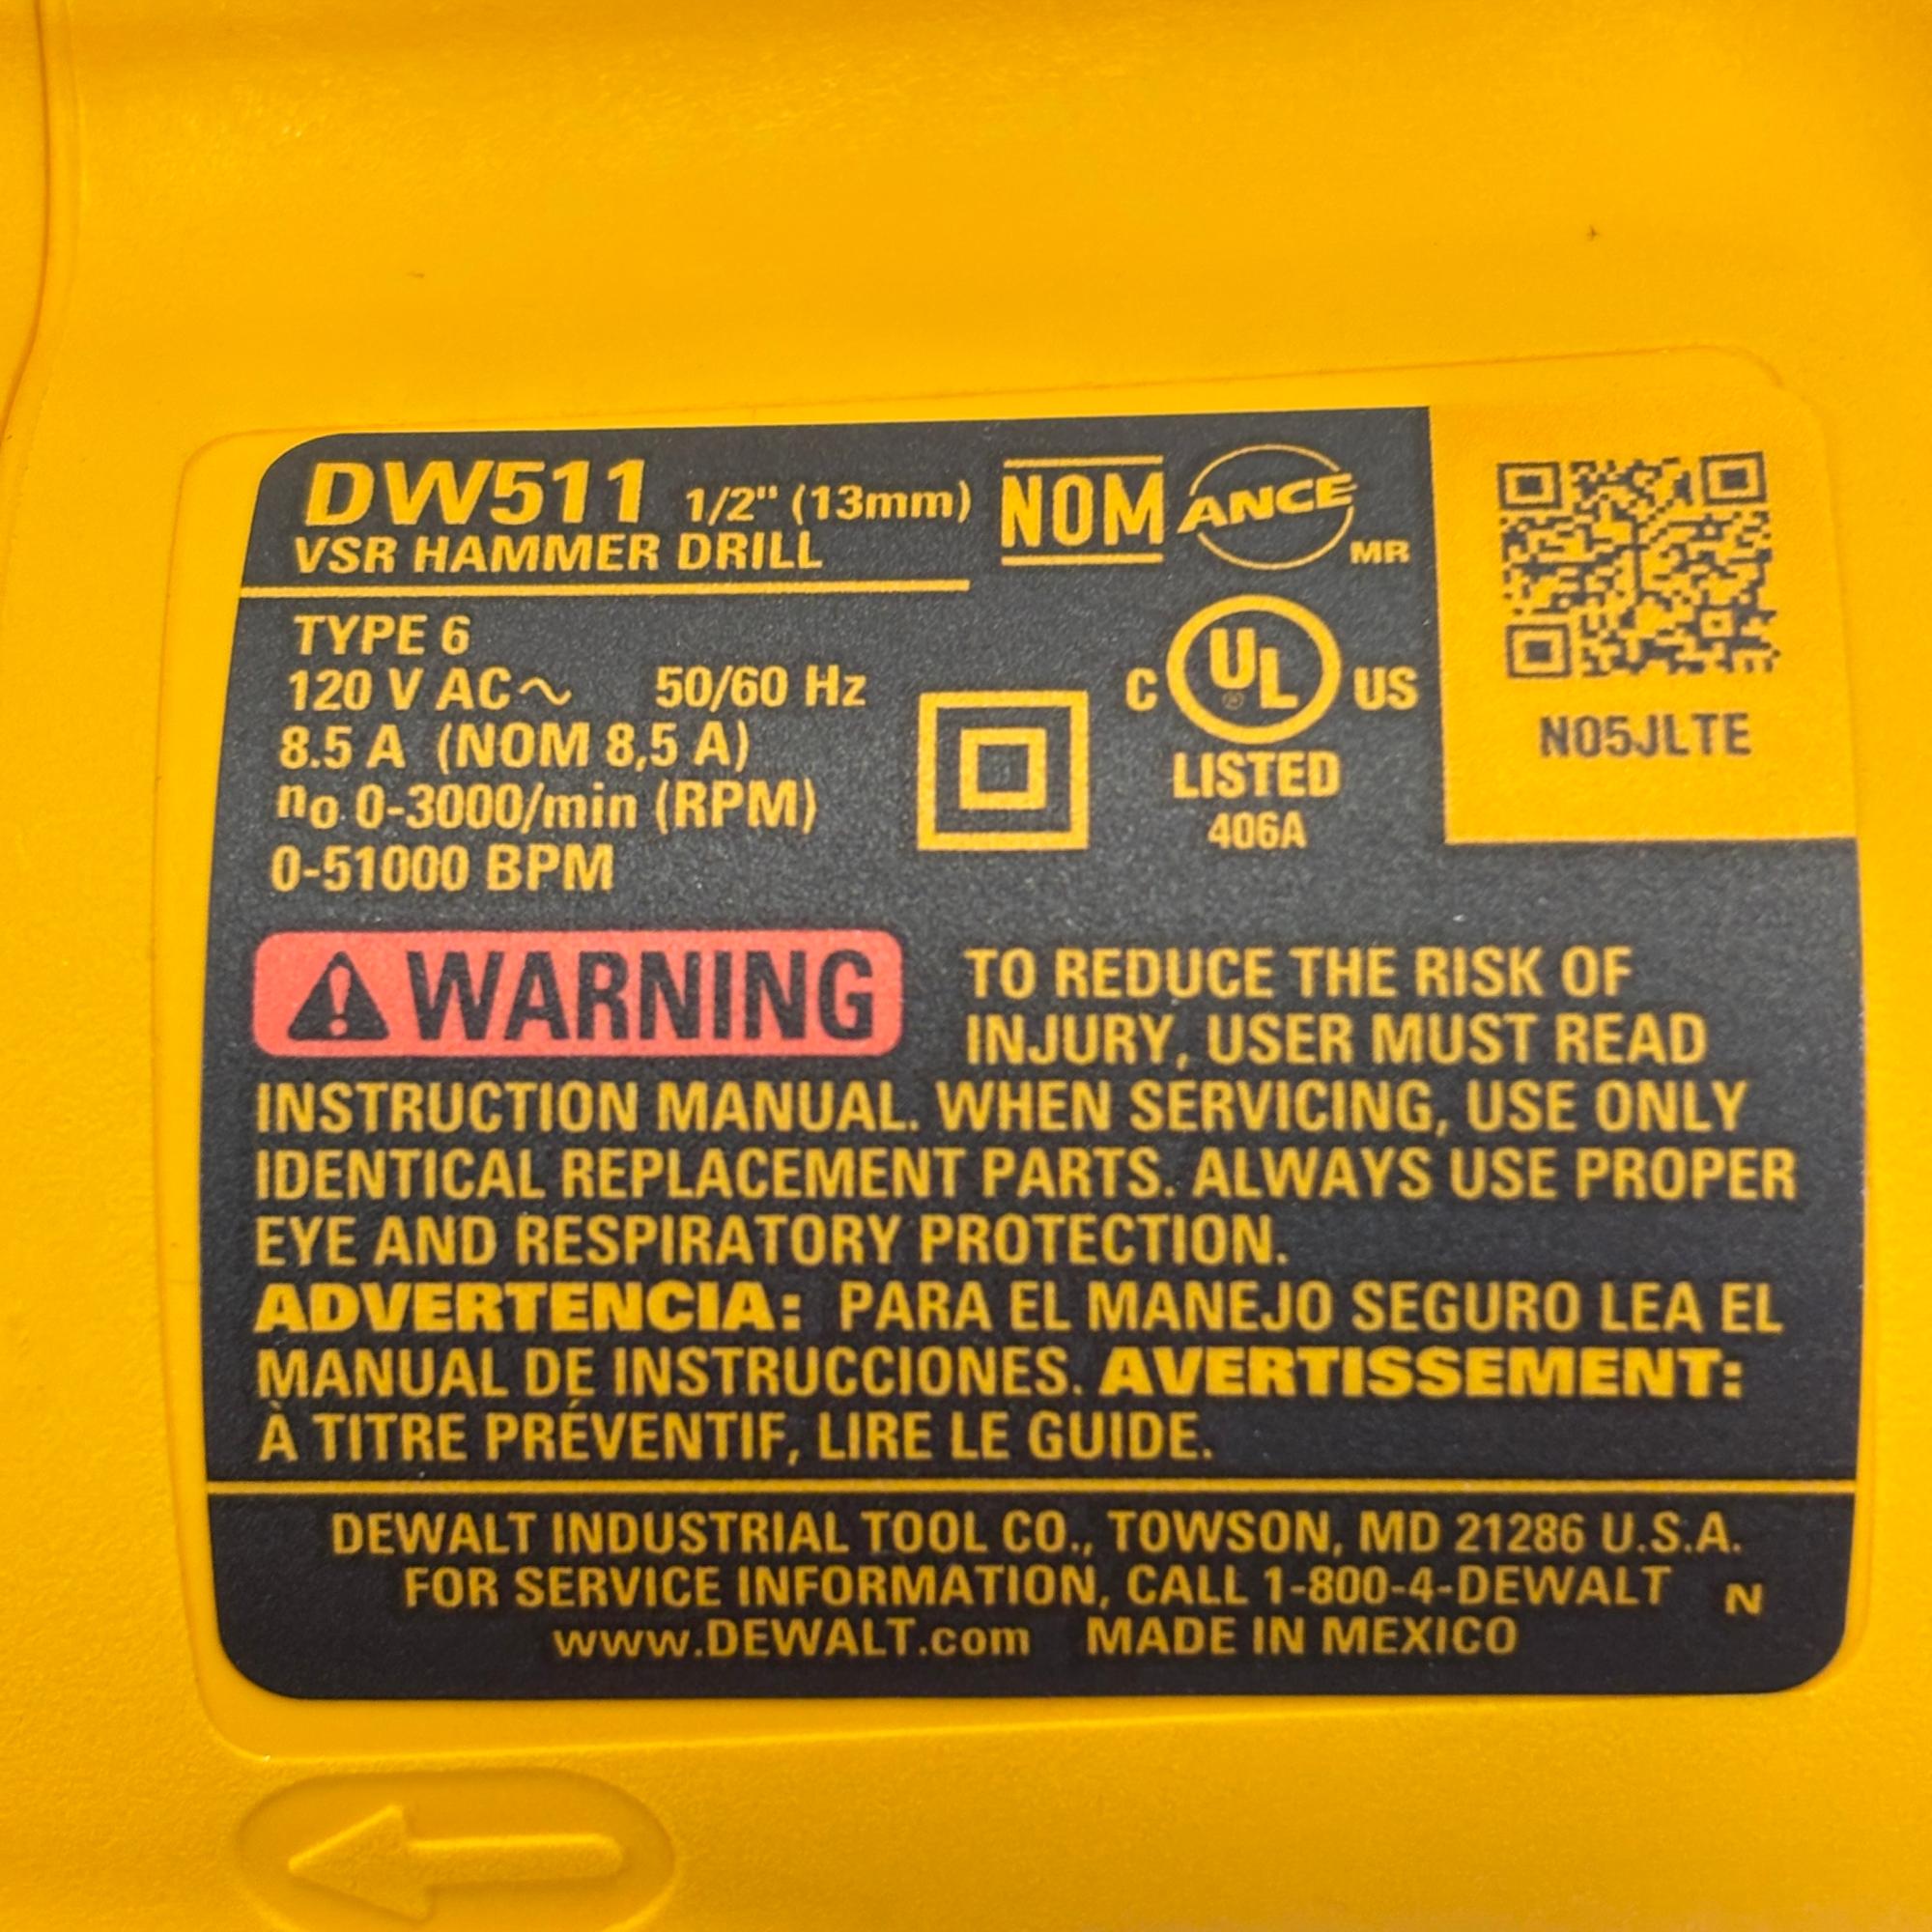 DW511 1/2" (13mm)
VSR HAMMER DRILL
NOM ANCE MR
TYPE 6
120 V AC~ 50/60 Hz
8.5 A (NOM 8,5 A)
no 0-3000/min (RPM)
0-51000 BPM
C UL® US
LISTED
406A
N05JLTE
WARNING TO REDUCE THE RISK OF
INJURY, USER MUST READ
INSTRUCTION MANUAL. WHEN SERVICING, USE ONLY
IDENTICAL REPLACEMENT PARTS. ALWAYS USE PROPER
EYE AND RESPIRATORY PROTECTION.
ADVERTENCIA: PARA EL MANEJO SEGURO LEA EL
MANUAL DE INSTRUCCIONES. AVERTISSEMENT:
À TITRE PRÉVENTIF, LIRE LE GUIDE.
DEWALT INDUSTRIAL TOOL CO., TOWSON, MD 21286 U.S.A.
FOR SERVICE INFORMATION, CALL 1-800-4-DEWALT N
www.DEWALT.com MADE IN MEXICO